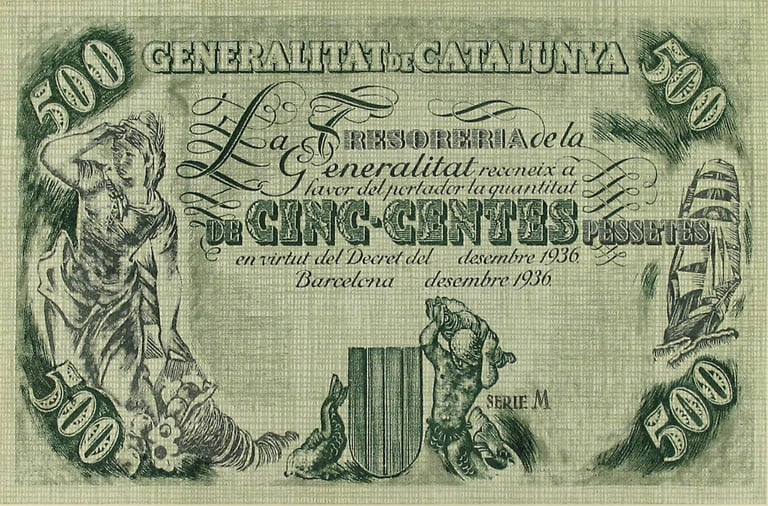 500 GENERALITAT DE CATALUNYA 500
La TRESORERIA de la
Generalitat reconeix a
favor del portador la quantitat
DE CINC-CENTES PESSETES
en virtut del Decret del desembre 1936
Barcelona desembre 1936.
SERIE M
500 500